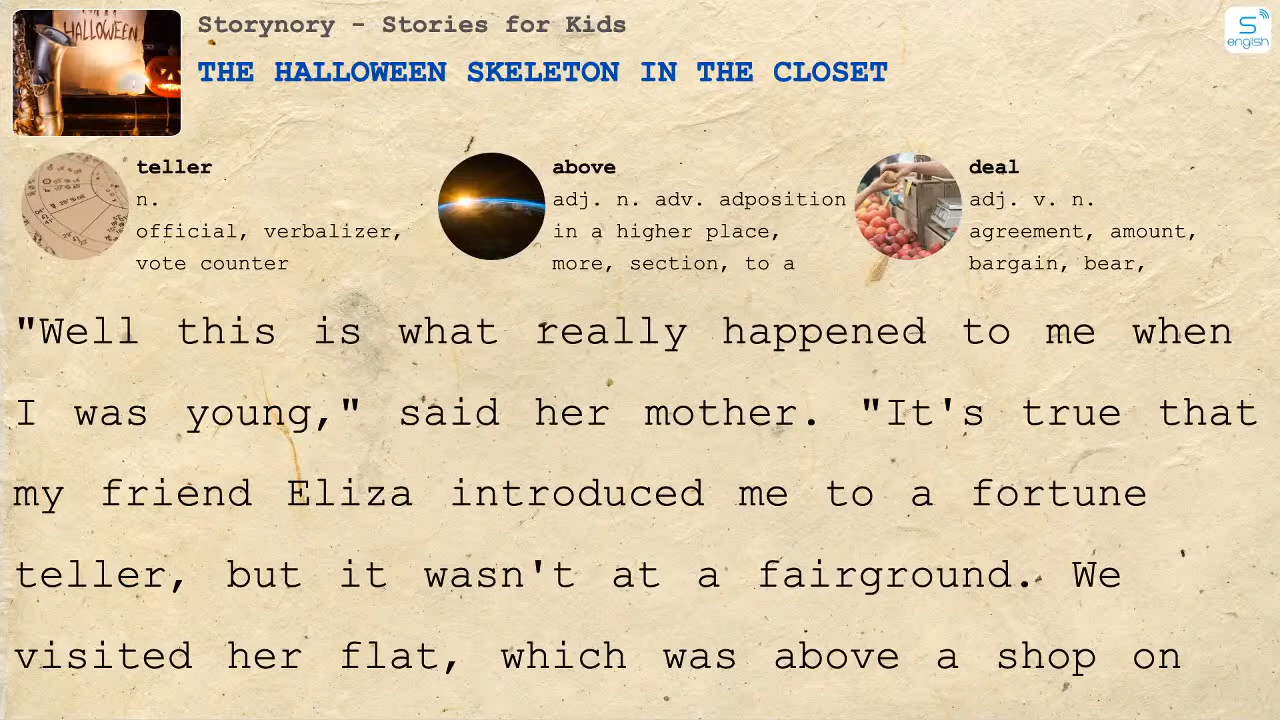 Storynory - Stories for Kids
THE HALLOWEEN SKELETON IN THE CLOSET
S
english
HALLOWEEN
teller
n.
official, verbalizer,
vote counter
above
adj. n. adv. adposition
in a higher place,
more, section, to a
deal
adj. v. n.
agreement, amount,
bargain, bear,
"Well this is what really happened to me when
I was young," said her mother. "It's true that
my friend Eliza introduced me to a fortune
teller, but it wasn't at a fairground. We
visited her flat, which was above a shop on